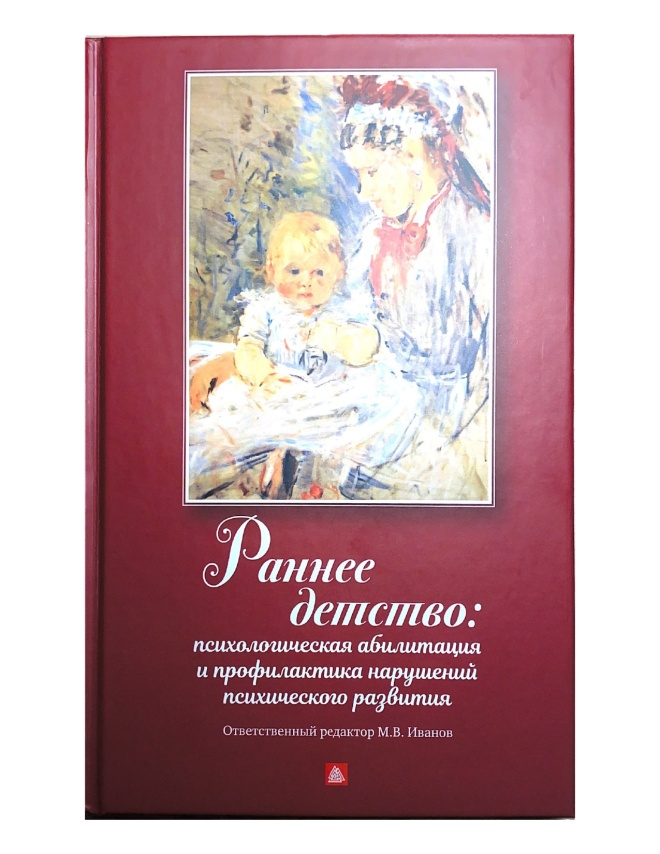 Раннее
детство:
психологическая абилитация
и профилактика нарушений
психического развития
Ответственный редактор М.В. Иванов